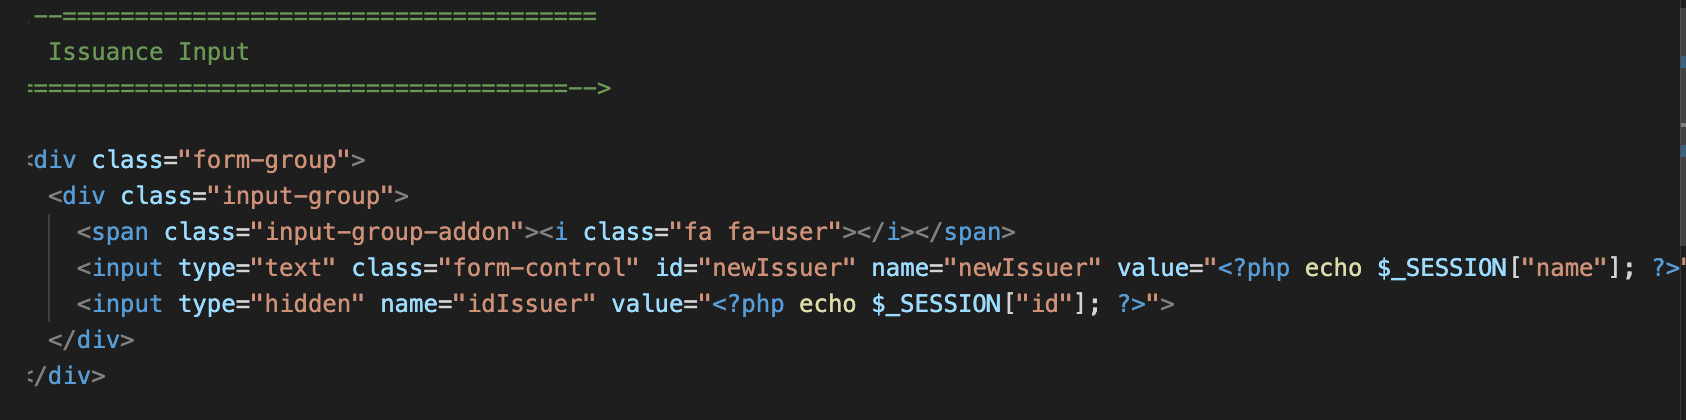 --=====================================
Issuance Input
======================================-->
<div class="form-group">
<div class="input-group">
<span class="input-group-addon"><i class="fa fa-user"></i></span>
<input type="text" class="form-control" id="newIssuer" name="newIssuer" value="<?php echo $_SESSION["name"]; ?>"
<input type="hidden" name="idIssuer" value="<?php echo $_SESSION["id"]; ?>">
</div>
</div>